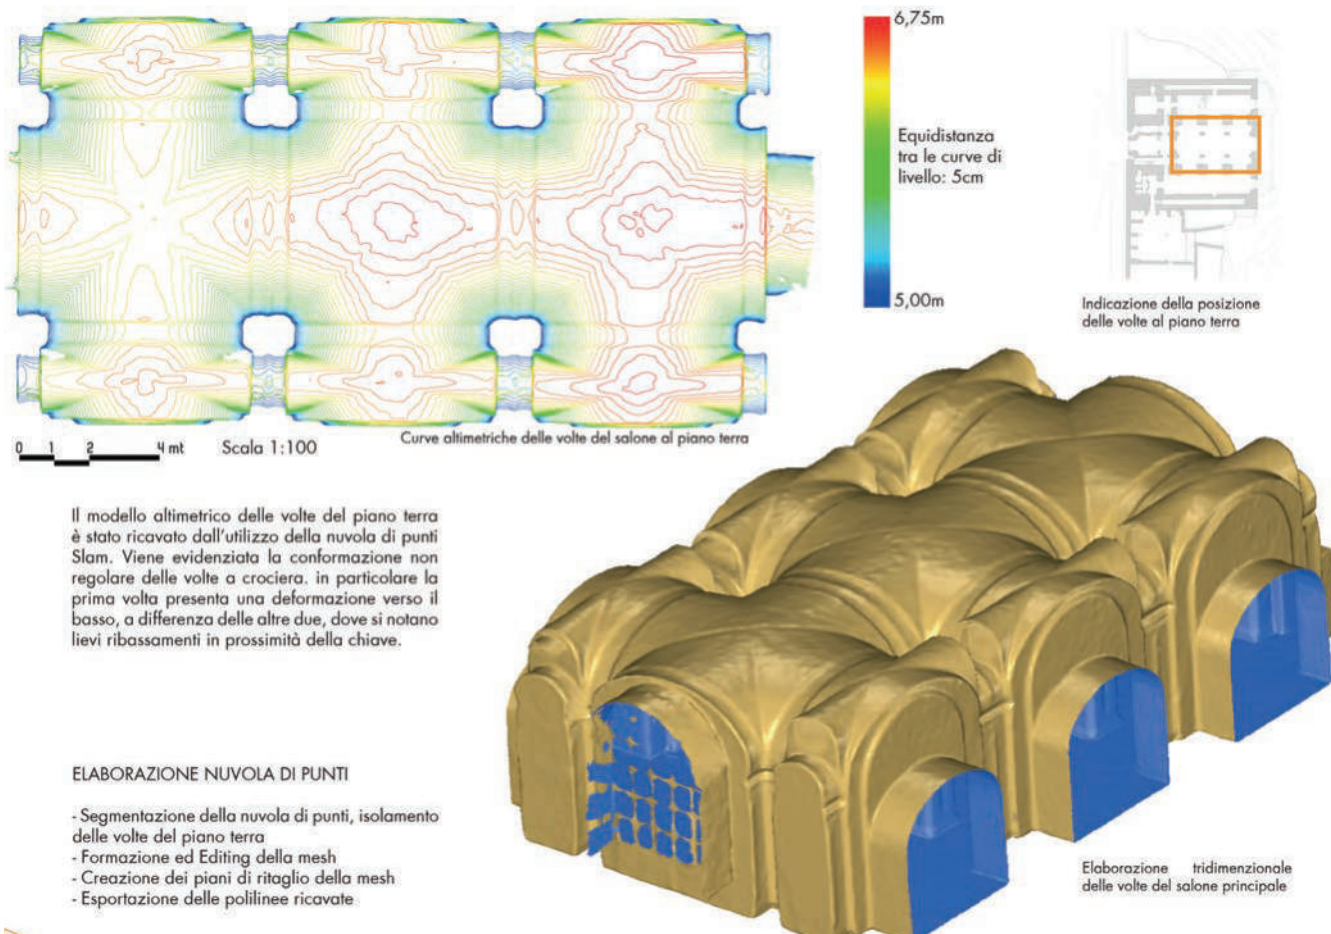 6,75m
Equidistanza
tra le curve di
livello: 5cm
5,00m
Indicazione della posizione
delle volte al piano terra
0 1 2 4 mt
Scala 1:100
Curve altimetriche delle volte del salone al piano terra
Il modello altimetrico delle volte del piano terra
è stato ricavato dall'utilizzo della nuvola di punti
Slam. Viene evidenziata la conformazione non
regolare delle volte a crociera. in particolare la
prima volta presenta una deformazione verso il
basso, a differenza delle altre due, dove si notano
lievi ribassamenti in prossimità della chiave.
ELABORAZIONE NUVOLA DI PUNTI
- Segmentazione della nuvola di punti, isolamento
delle volte del piano terra
- Formazione ed Editing della mesh
- Creazione dei piani di ritaglio della mesh
- Esportazione delle polilinee ricavate
Elaborazione tridimenzionale
delle volte del salone principale